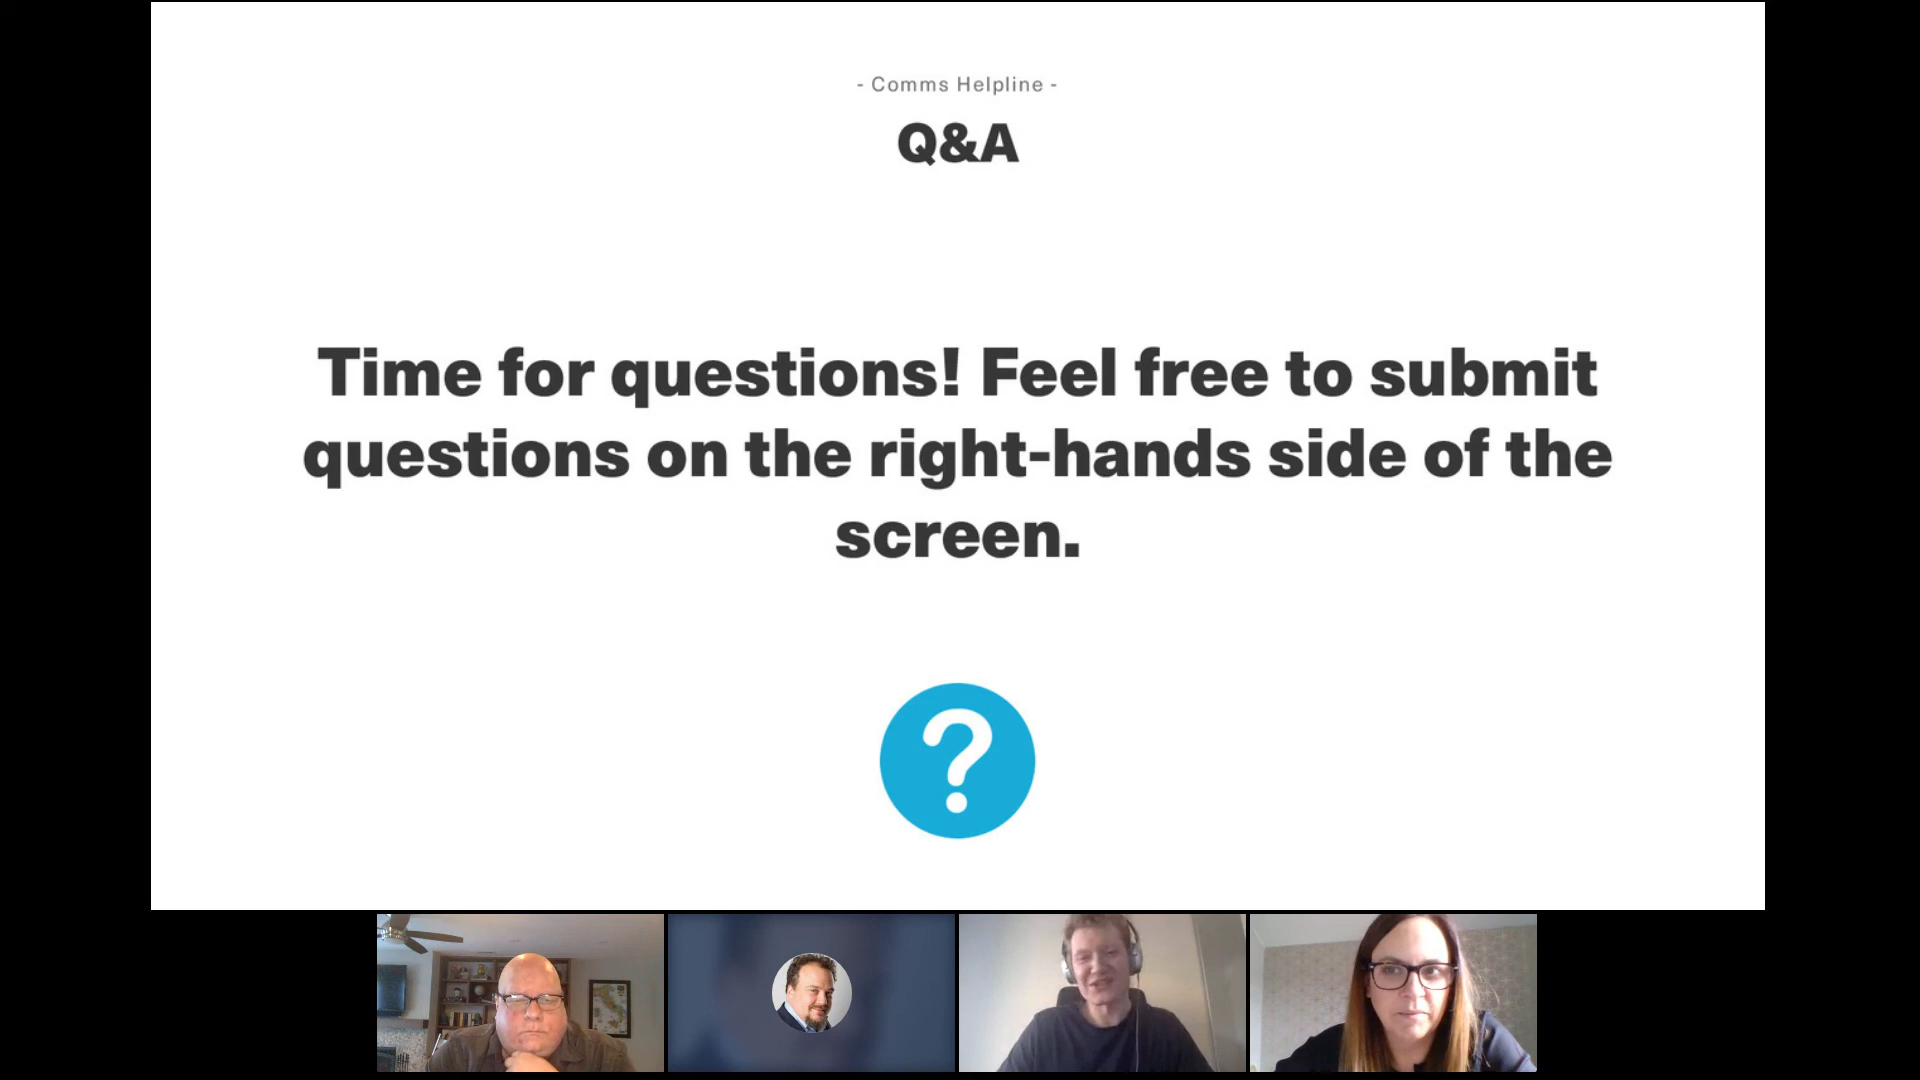 - Comms Helpline -
Q&A
Time for questions! Feel free to submit
questions on the right-hands side of the
screen.
?